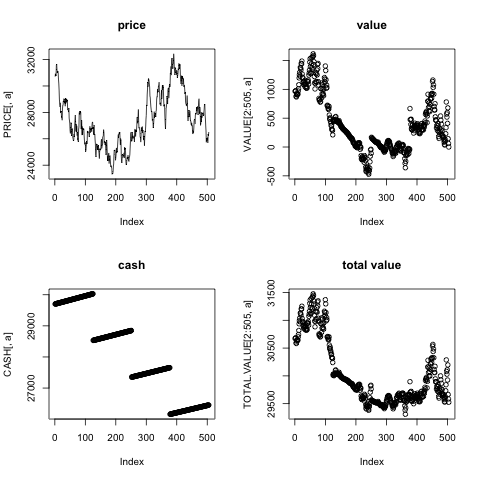 price
PRICE[, a]
24000 28000 32000
0 100 200 300 400 500
Index
value
VALUE[2:505, a]
-500 0 500 1000
0 100 200 300 400 500
Index
cash
CASH[, a]
27000 29000
0 100 200 300 400 500
Index
total value
TOTAL.VALUE[2:505, a]
29500 30500 31500
0 100 200 300 400 500
Index